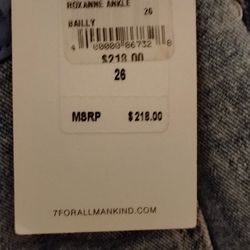 ROXANNE ANKLE 26
BAILLY
4 00000 86732 8
$218.00
26
MSRP $218.00
7FORALLMANKIND.COM